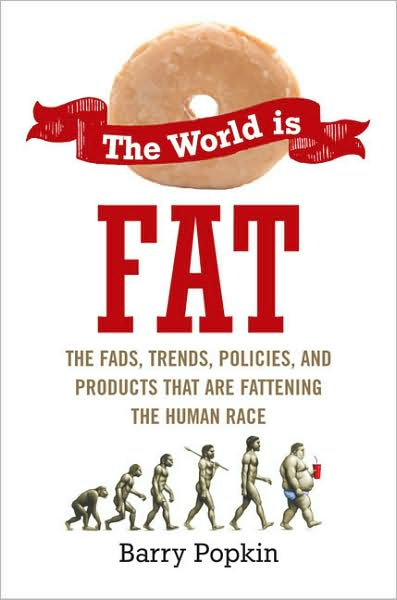 The World is
FAT
THE FADS, TRENDS, POLICIES, AND
PRODUCTS THAT ARE FATTENING
THE HUMAN RACE
Barry Popkin